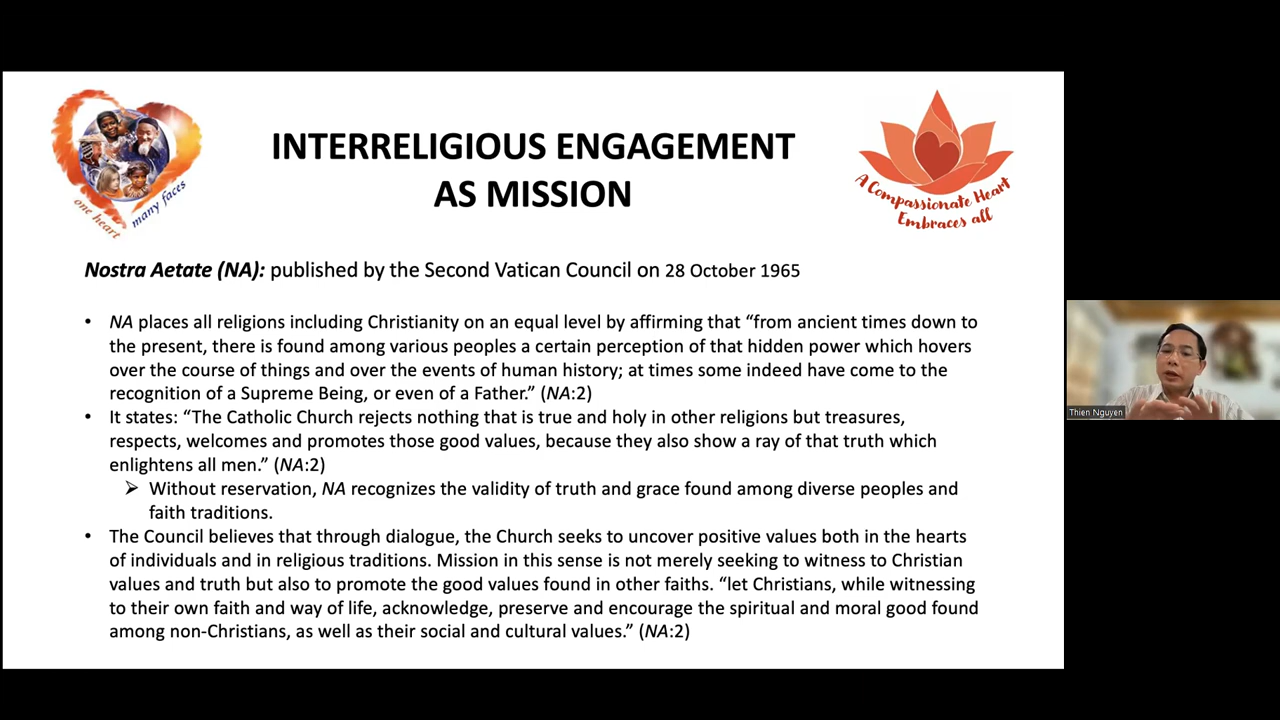 one heart many faces
INTERRELIGIOUS ENGAGEMENT
AS MISSION
A Compassionate Heart
Embraces all
Nostra Aetate (NA): published by the Second Vatican Council on 28 October 1965
• NA places all religions including Christianity on an equal level by affirming that “from ancient times down to
the present, there is found among various peoples a certain perception of that hidden power which hovers
over the course of things and over the events of human history; at times some indeed have come to the
recognition of a Supreme Being, or even of a Father.” (NA:2)
• It states: “The Catholic Church rejects nothing that is true and holy in other religions but treasures,
respects, welcomes and promotes those good values, because they also show a ray of that truth which
enlightens all men.” (NA:2)
➢ Without reservation, NA recognizes the validity of truth and grace found among diverse peoples and
faith traditions.
• The Council believes that through dialogue, the Church seeks to uncover positive values both in the hearts
of individuals and in religious traditions. Mission in this sense is not merely seeking to witness to Christian
values and truth but also to promote the good values found in other faiths. “let Christians, while witnessing
to their own faith and way of life, acknowledge, preserve and encourage the spiritual and moral good found
among non-Christians, as well as their social and cultural values.” (NA:2)
Thien Nguyen